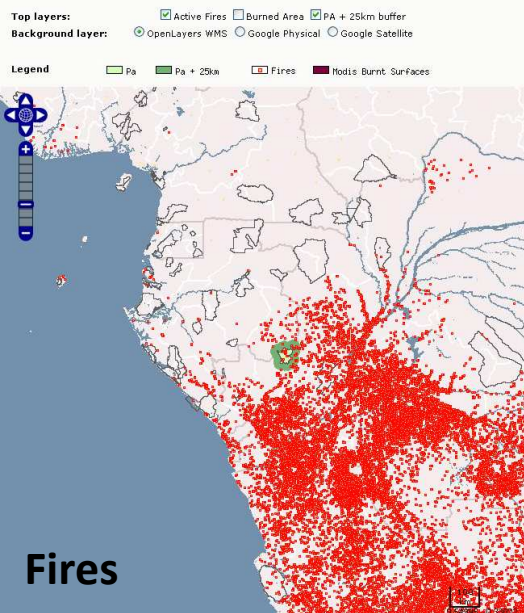 Top layers: Active Fires Burned Area PA + 25km buffer
Background layer: OpenLayers WMS Google Physical Google Satellite
Legend Pa Pa + 25km Fires Modis Burnt Surfaces
Fires